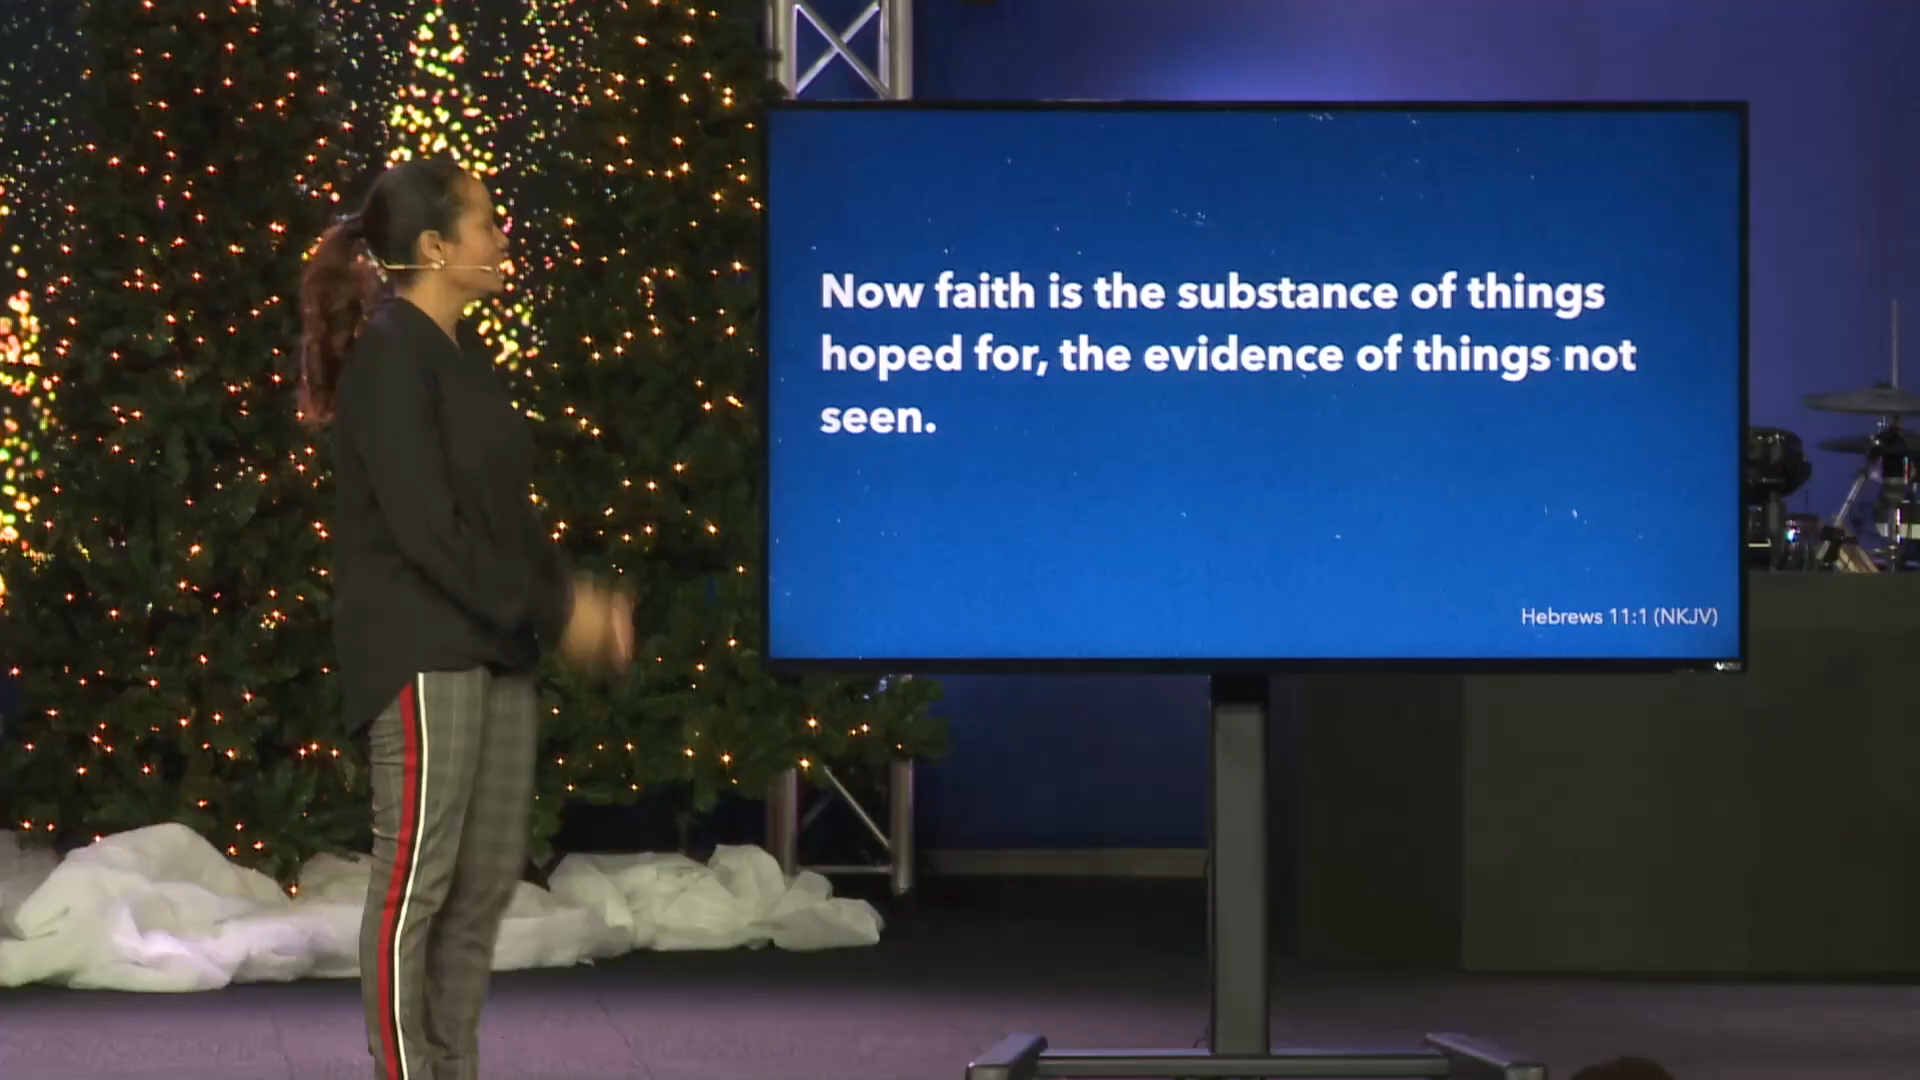 Now faith is the substance of things
hoped for, the evidence of things not
seen.
Hebrews 11:1 (NKJV)